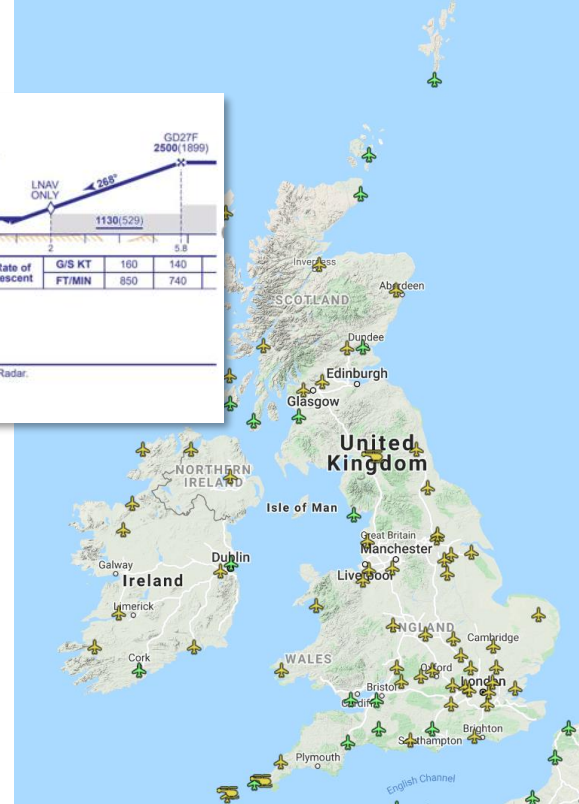 GD27F
2500(1899)
268°
LNAV
ONLY
1130(529)
2
5.8
Rate of
Descent
G/S KT 160 140
FT/MIN 850 740
Radar.
Inverness
Aberdeen
SCOTLAND
Dundee
Edinburgh
Glasgow
United
Kingdom
NORTHERN
IRELAND
Isle of Man
Great Britain
Manchester
Liverpool
Dublin
Galway
Ireland
Limerick
Cork
ENGLAND
Cambridge
WALES
Oxford
London
Bristol
Cardiff
Brighton
Southampton
Plymouth
English Channel